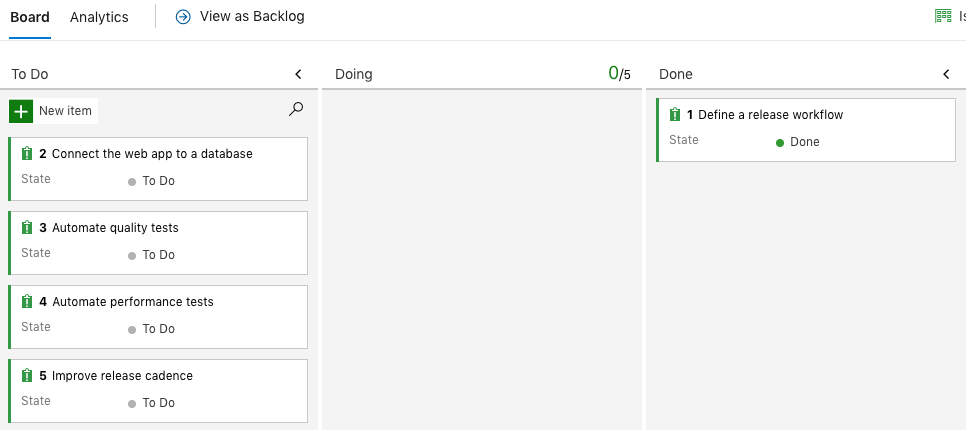 Board Analytics View as Backlog
To Do
New item
2 Connect the web app to a database
State To Do
3 Automate quality tests
State To Do
4 Automate performance tests
State To Do
5 Improve release cadence
State To Do
Doing 0/5
Done
1 Define a release workflow
State Done